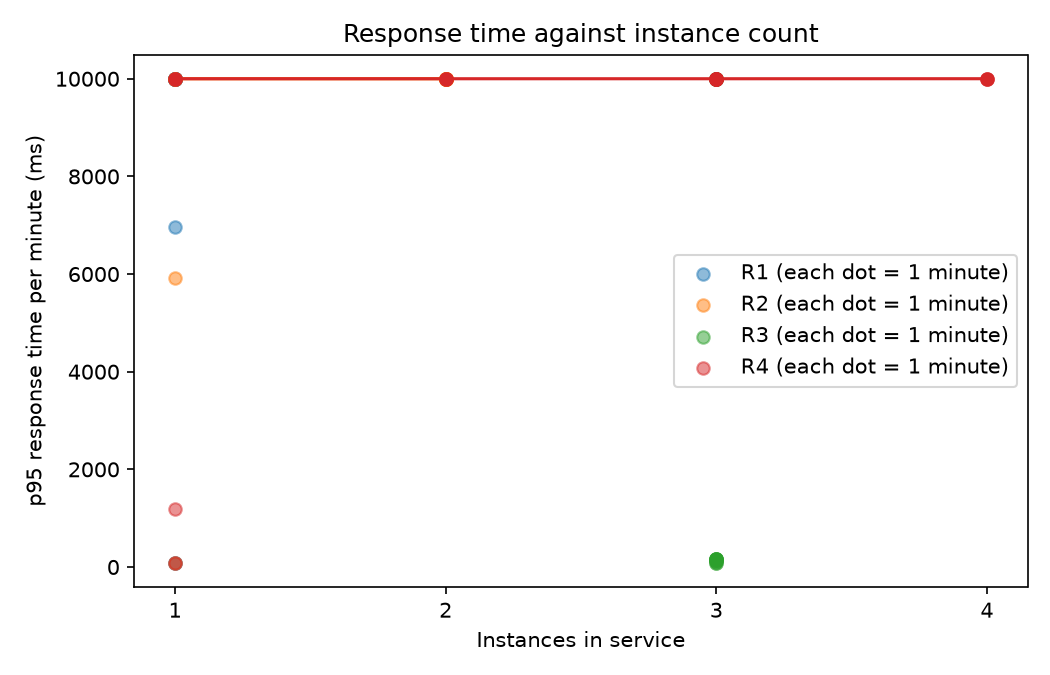 Response time against instance count
p95 response time per minute (ms)
10000
8000
6000
4000
2000
0
R1 (each dot = 1 minute)
R2 (each dot = 1 minute)
R3 (each dot = 1 minute)
R4 (each dot = 1 minute)
1 2 3 4
Instances in service